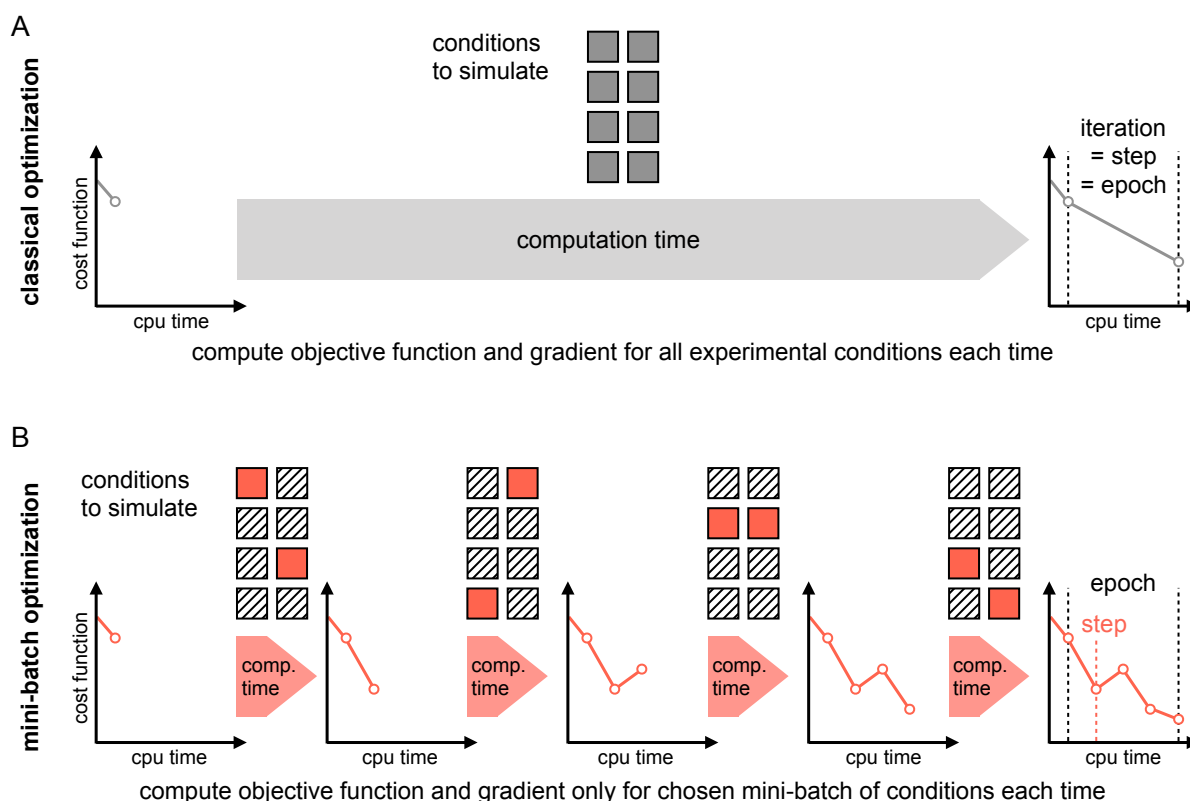 A
classical optimization
conditions
to simulate
cost function
cpu time
computation time
iteration
= step
= epoch
cpu time
compute objective function and gradient for all experimental conditions each time
B
mini-batch optimization
conditions
to simulate
cost function
cpu time
comp.
time
cpu time
comp.
time
cpu time
comp.
time
cpu time
comp.
time
epoch
step
cpu time
compute objective function and gradient only for chosen mini-batch of conditions each time